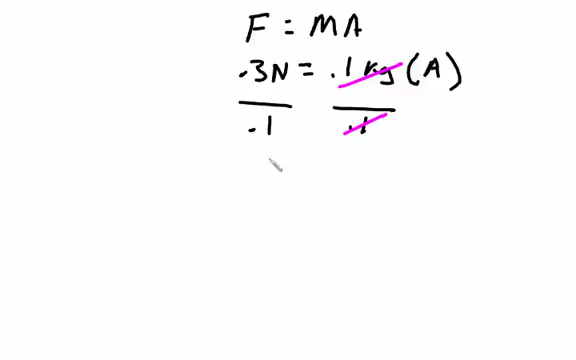 F = MA
.3N = .1 kg (A)
.1 .1